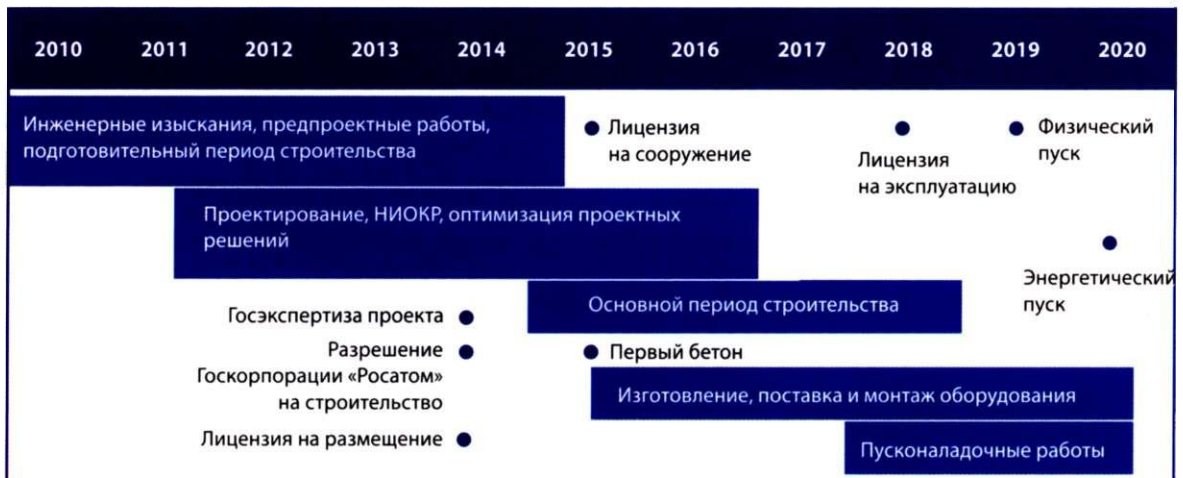 2010 2011 2012 2013 2014 2015 2016 2017 2018 2019 2020
Инженерные изыскания, предпроектные работы,
подготовительный период строительства
Лицензия
на сооружение
Лицензия
на эксплуатацию
Физический
пуск
Проектирование, НИОКР, оптимизация проектных
решений
Энергетический
пуск
Основной период строительства
Госэкспертиза проекта
Разрешение
Госкорпорации «Росатом»
на строительство
Первый бетон
Изготовление, поставка и монтаж оборудования
Лицензия на размещение
Пусконаладочные работы